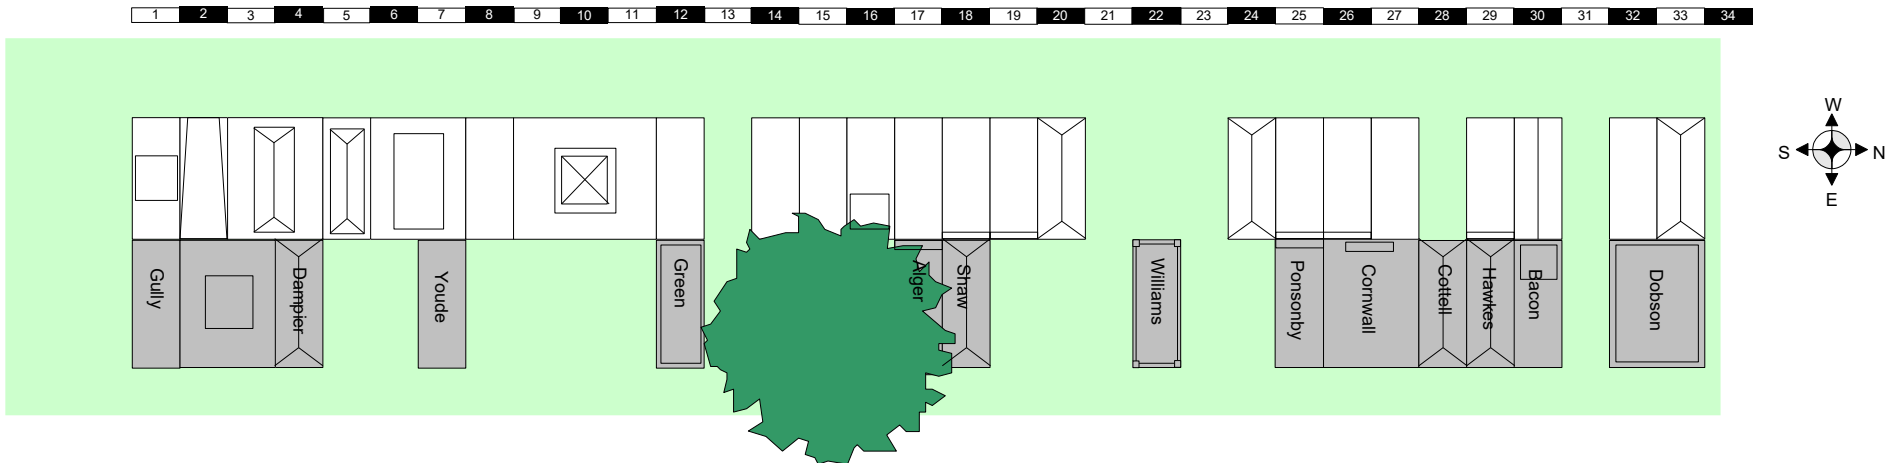 1 2 3 4 5 6 7 8 9 10 11 12 13 14 15 16 17 18 19 20 21 22 23 24 25 26 27 28 29 30 31 32 33 34
W
S N
E
Gully
Dampier
Youde
Green
Alger
Shaw
Williams
Ponsonby
Cornwall
Cottell
Hawkes
Bacon
Dobson